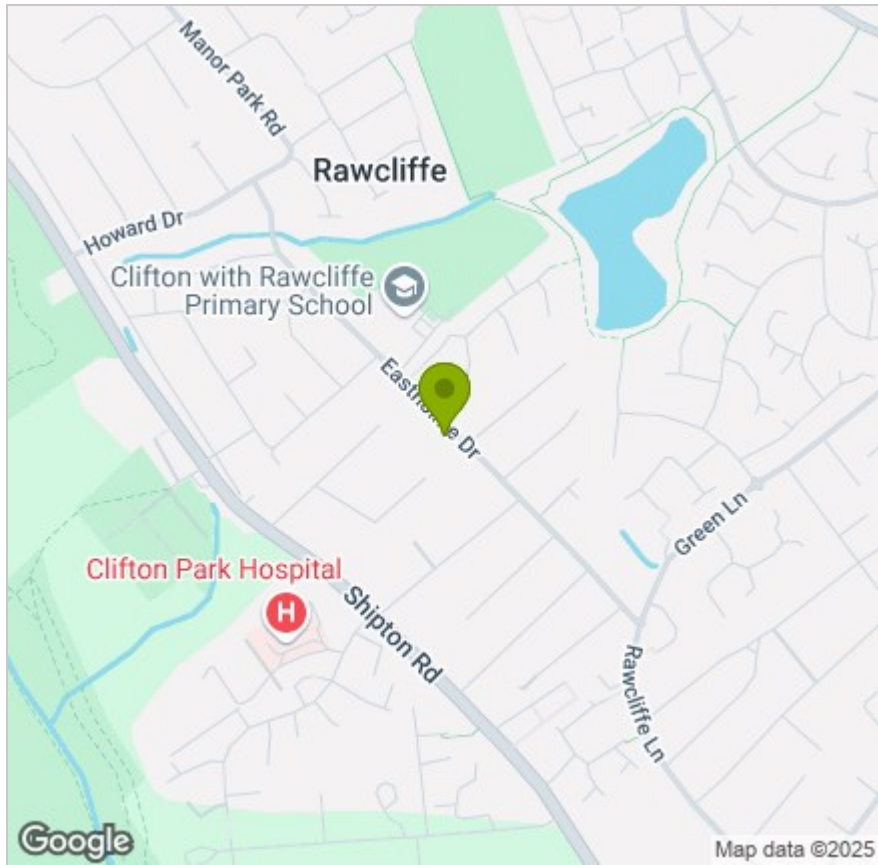 Manor Park Rd
Rawcliffe
Howard Dr
Clifton with Rawcliffe
Primary School
Dr
Green Ln
Clifton Park Hospital
H
Shipton Rd
Rawcliffe Ln
Google
Map data ©2025